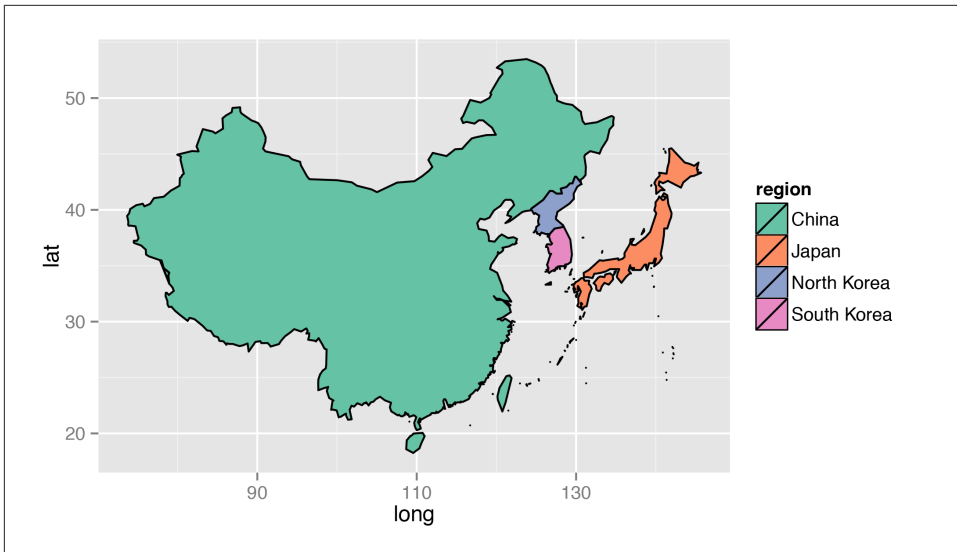 50
40
30
20
lat
90
110
130
long
region
China
Japan
North Korea
South Korea